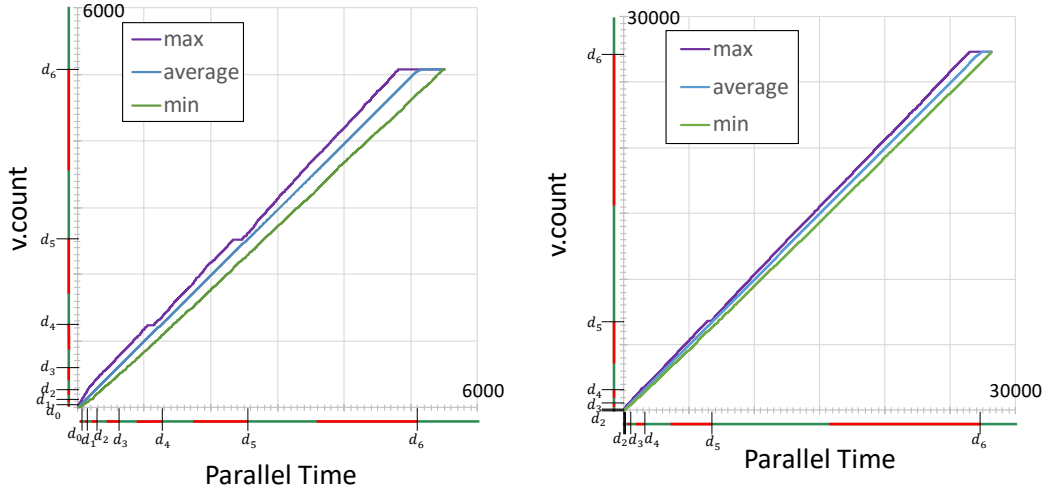 6000
max
average
min
v.count
d₆
d₅
d₄
d₃
d₂
d₁
d₀
6000
d₀ d₁ d₂ d₃ d₄ d₅ d₆
Parallel Time
30000
max
average
min
v.count
d₆
d₅
d₄
d₃
d₂
30000
d₂ d₃ d₄ d₅ d₆
Parallel Time